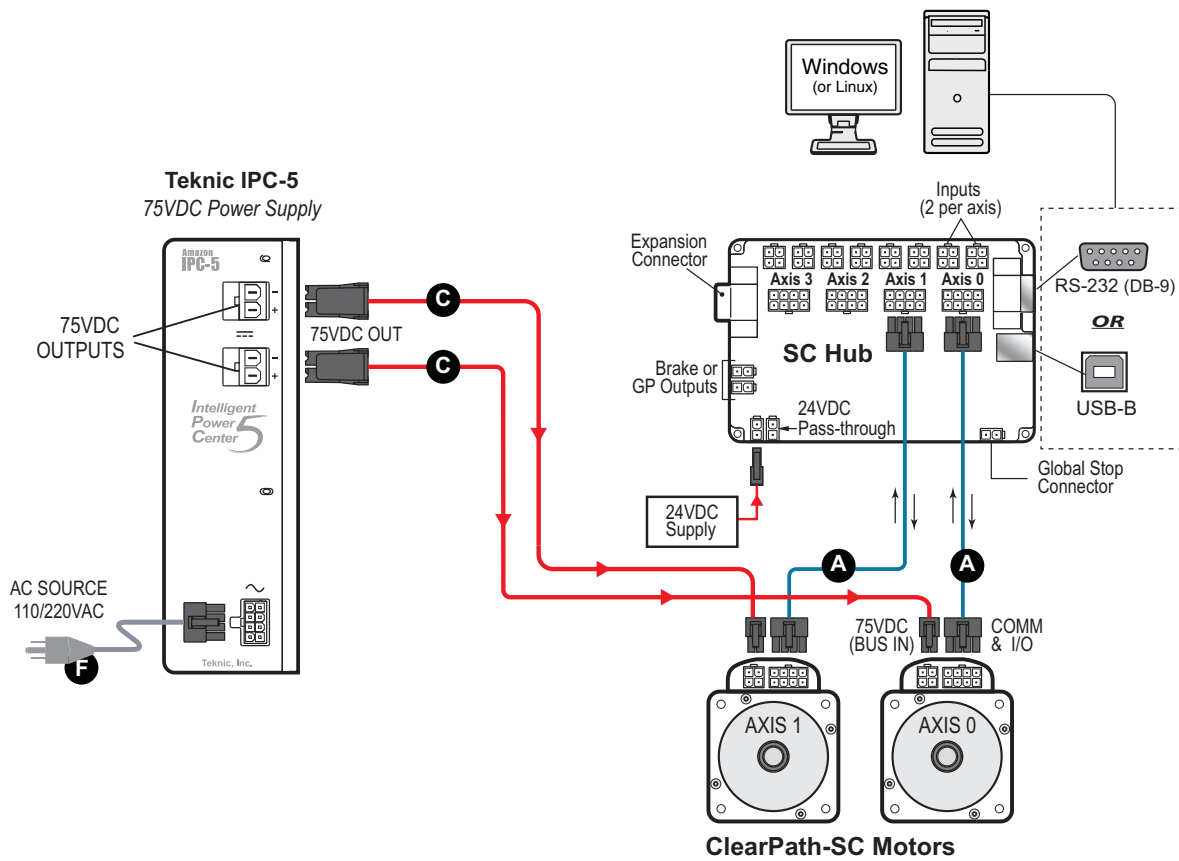 Windows
(or Linux)
Teknic IPC-5
75VDC Power Supply
Amazon
IPC-5
-
+
-
+
75VDC
OUTPUTS
75VDC OUT
C
C
Intelligent
Power
Center 5
AC SOURCE
110/220VAC
F
Teknic, Inc.
Inputs
(2 per axis)
Expansion
Connector
Axis 3
Axis 2
Axis 1
Axis 0
SC Hub
Brake or
GP Outputs
24VDC
Pass-through
24VDC
Supply
RS-232 (DB-9)
OR
USB-B
Global Stop
Connector
A
A
75VDC
(BUS IN)
COMM
& I/O
AXIS 1
AXIS 0
ClearPath-SC Motors